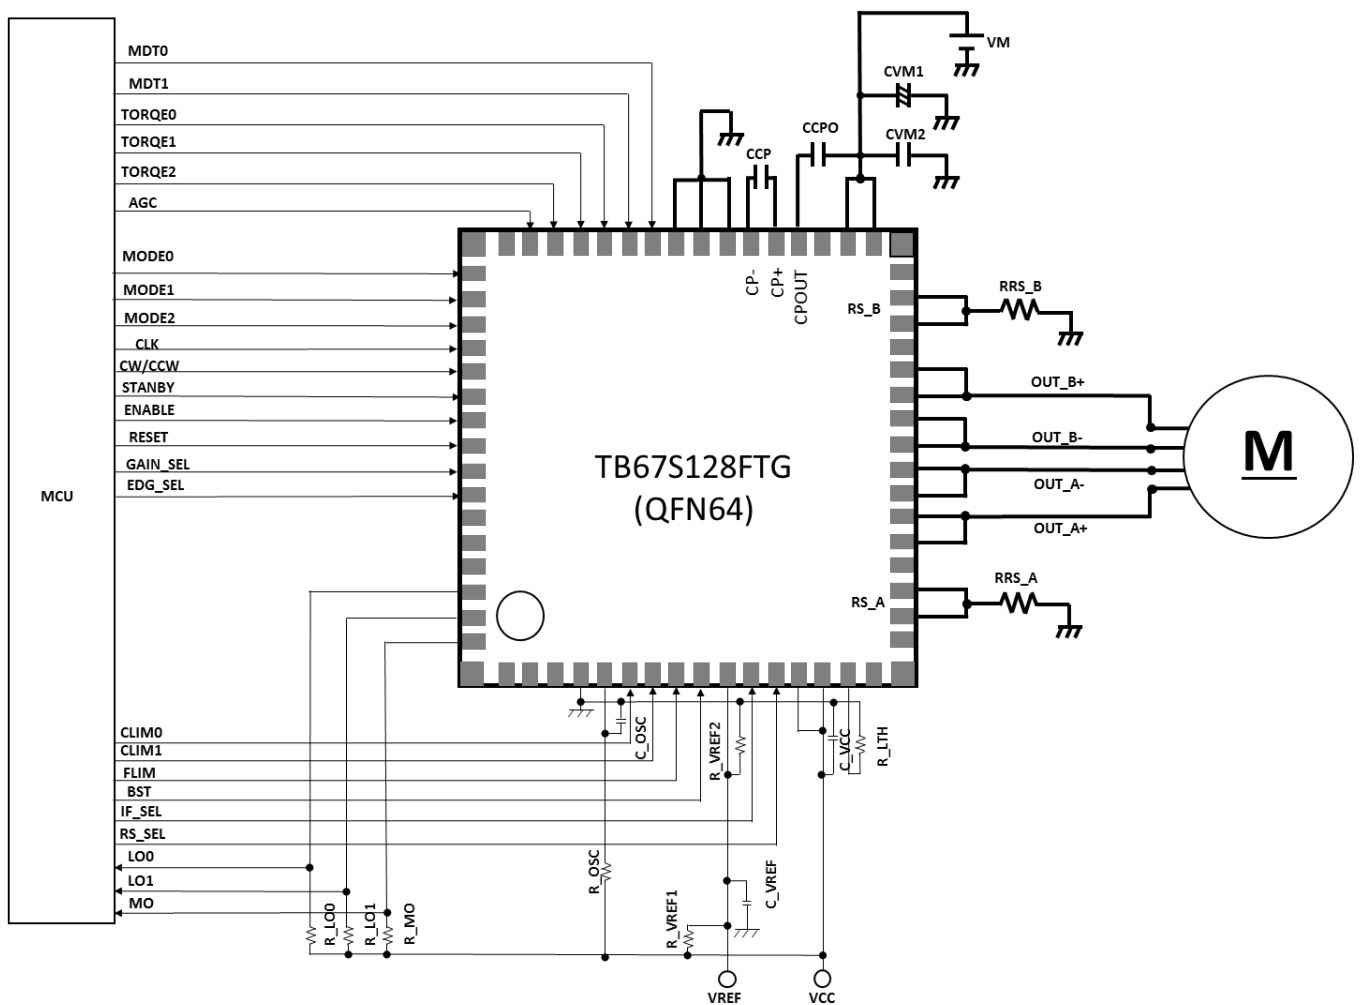 MDT0
MDT1
TORQE0
TORQE1
TORQE2
AGC
MODE0
MODE1
MODE2
CLK
CW/CCW
STANBY
ENABLE
RESET
GAIN_SEL
EDG_SEL
MCU
CLIM0
CLIM1
FLIM
BST
IF_SEL
RS_SEL
LO0
LO1
MO
VM
CVM1
CVM2
CCPO
CCP
CP-
CP+
CPOUT
RS_B
RRS_B
OUT_B+
OUT_B-
OUT_A-
OUT_A+
M
TB67S128FTG
(QFN64)
RS_A
RRS_A
C_OSC
R_VREF2
C_VCC
R_LTH
R_OSC
C_VREF
R_VREF1
R_LO0
R_LO1
R_MO
VREF
VCC